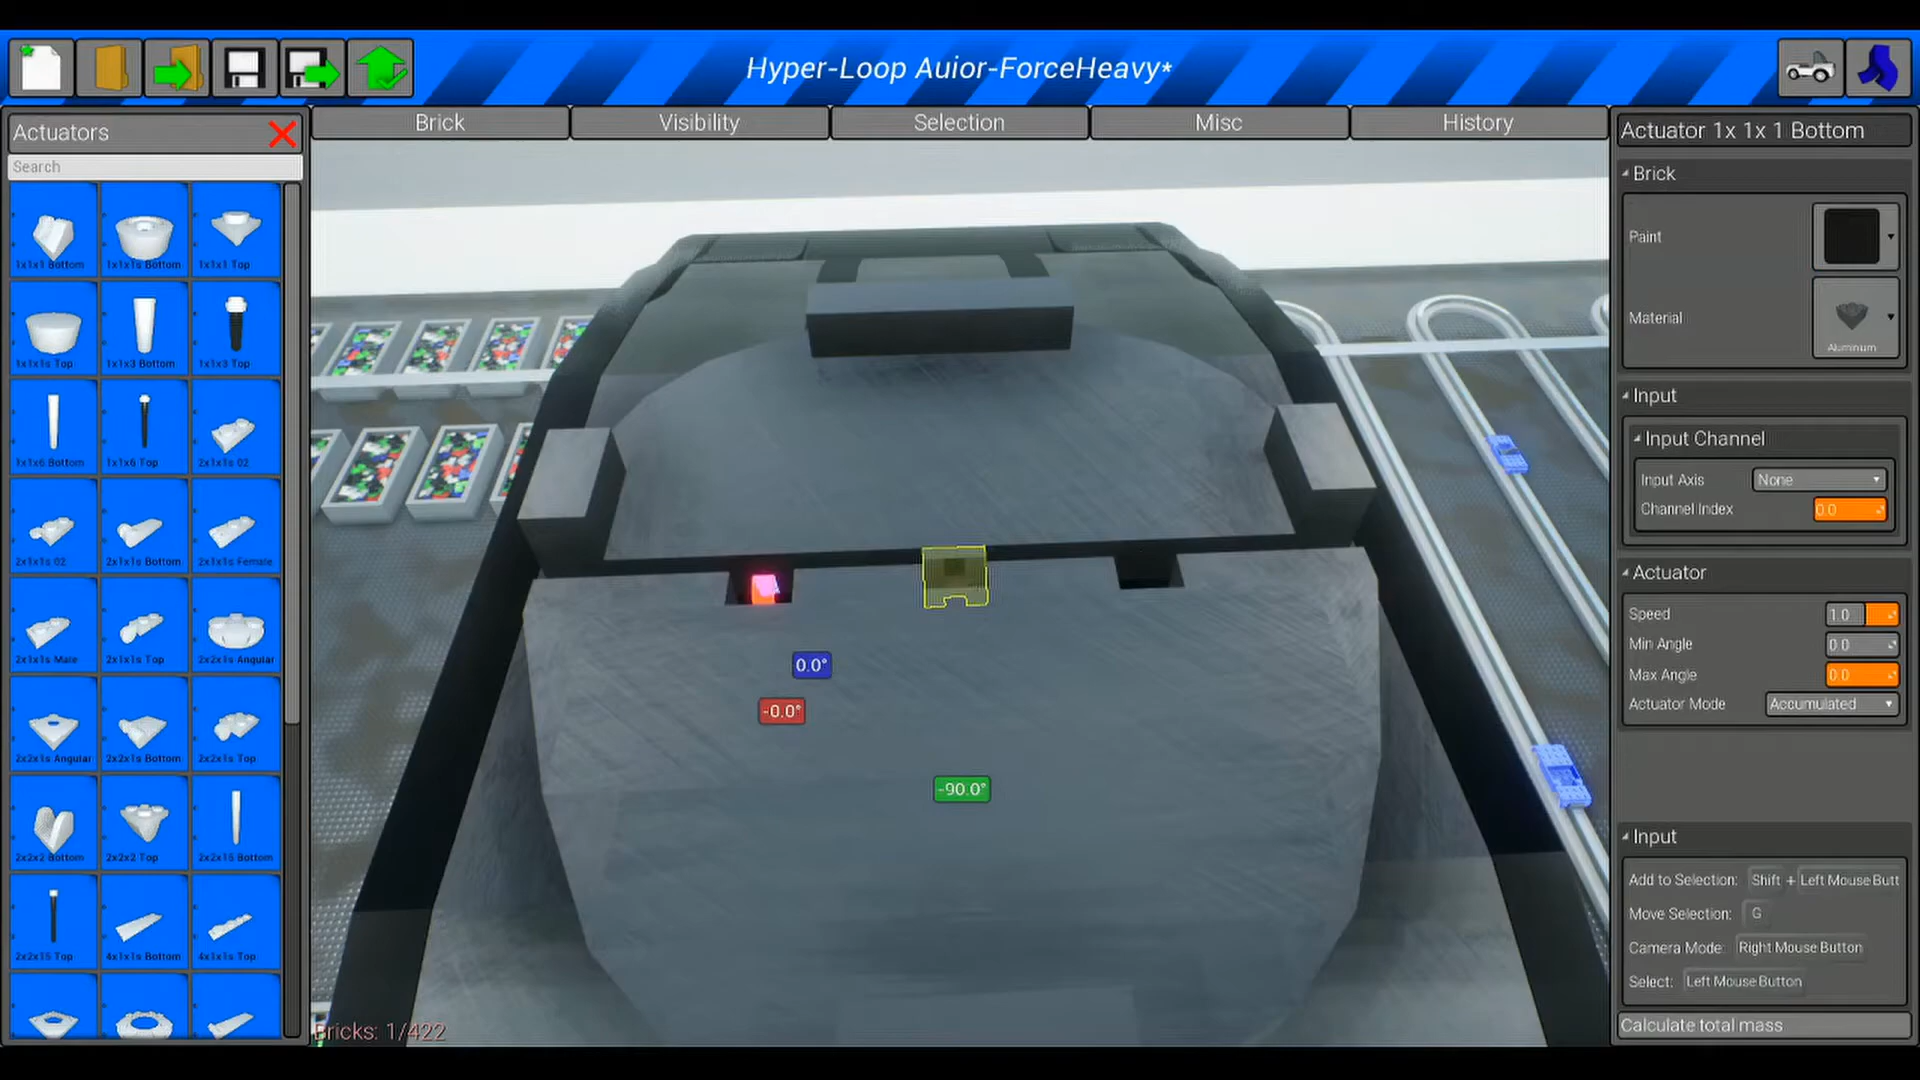 Hyper-Loop Auior-ForceHeavy*
Actuators
Search
1x1x1 Bottom
1x1x1s Bottom
1x1x1 Top
1x1x1s Top
1x1x3 Bottom
1x1x3 Top
1x1x6 Bottom
1x1x6 Top
2x1x1s 02
2x1x1s 02
2x1x1s Bottom
2x1x1s Female
2x1x1s Male
2x1x1s Top
2x2x1s Angular
2x2x1s Angular
2x2x1s Bottom
2x2x1s Top
2x2x2 Bottom
2x2x2 Top
2x2x15 Bottom
2x2x15 Top
4x1x1s Bottom
4x1x1s Top
Brick
Visibility
Selection
Misc
History
0.0°
-0.0°
-90.0°
Bricks: 1/422
Actuator 1x 1x 1 Bottom
Brick
Paint
Material
Aluminum
Input
Input Channel
Input Axis None
Channel Index 0.0
Actuator
Speed 1.0
Min Angle 0.0
Max Angle 0.0
Actuator Mode Accumulated
Input
Add to Selection: Shift + Left Mouse Butt
Move Selection: G
Camera Mode: Right Mouse Button
Select: Left Mouse Button
Calculate total mass